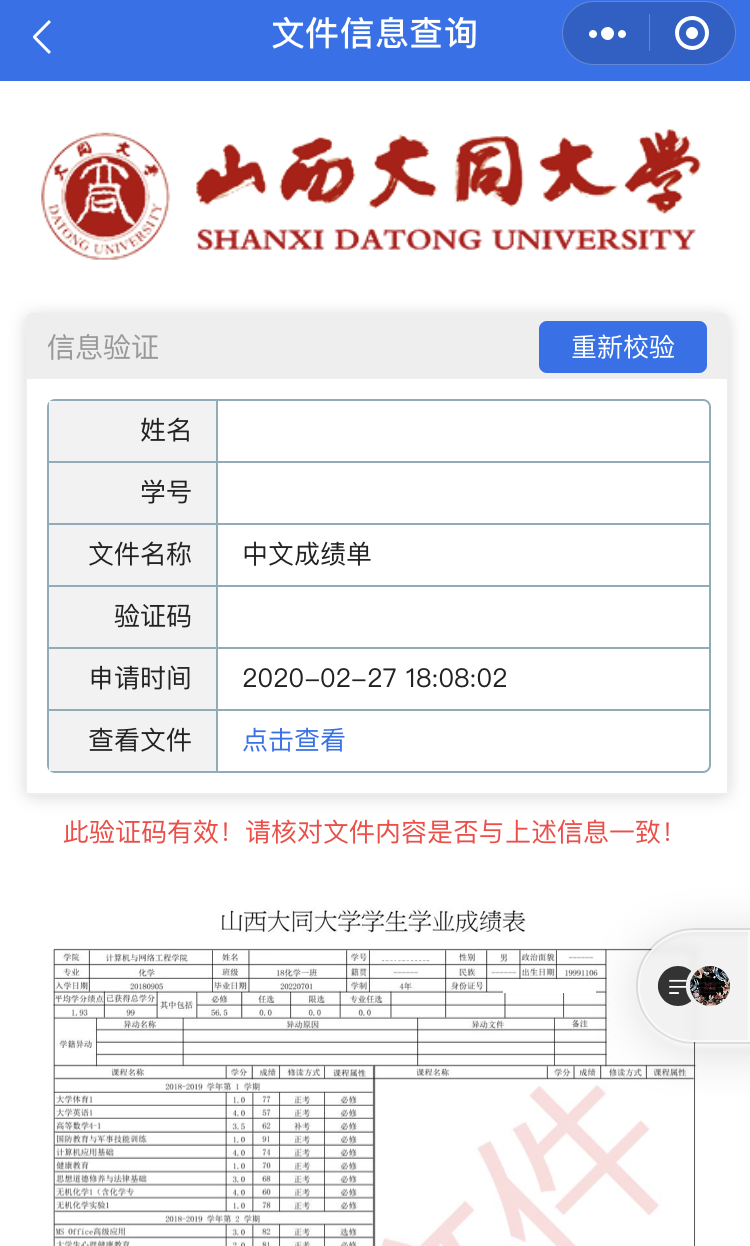 文件信息查询
山西大同大学
DATONG UNIVERSITY
SHANXI DATONG UNIVERSITY
信息验证 重新校验
姓名
学号
文件名称 中文成绩单
验证码
申请时间 2020-02-27 18:08:02
查看文件 点击查看
此验证码有效！请核对文件内容是否与上述信息一致！
山西大同大学学生学业成绩表
学院 计算机与网络工程学院 姓名 学号 ------------ 性别 男 政治面貌 ------
专业 化学 班级 18化学一班 籍贯 ------ 民族 ------ 出生日期 19991106
入学日期 20180905 毕业日期 20220701 学制 4年 身份证号
平均学分绩点 已获得总学分 其中包括 必修 任选 限选 专业任选
1.93 99 56.5 0.0 0.0 0.0
学籍异动 异动名称 异动原因 异动文件 备注
课程名称 学分 成绩 修读方式 课程属性 课程名称 学分 成绩 修读方式 课程属性
2018-2019 学年第 1 学期
大学体育1 1.0 77 正考 必修
大学英语1 4.0 57 正考 必修
高等数学4-1 3.5 62 补考 必修
国防教育与军事技能训练 1.0 91 正考 必修
计算机应用基础 4.0 74 正考 必修
健康教育 1.0 70 正考 必修
思想道德修养与法律基础 3.0 68 正考 必修
无机化学1（含化学专 4.0 60 正考 必修
无机化学实验1 1.0 78 正考 必修
2018-2019 学年第 2 学期
MS Office高级应用 3.0 82 正考 选修
大学生心理健康教育 2.0 81 正考 必修
文件